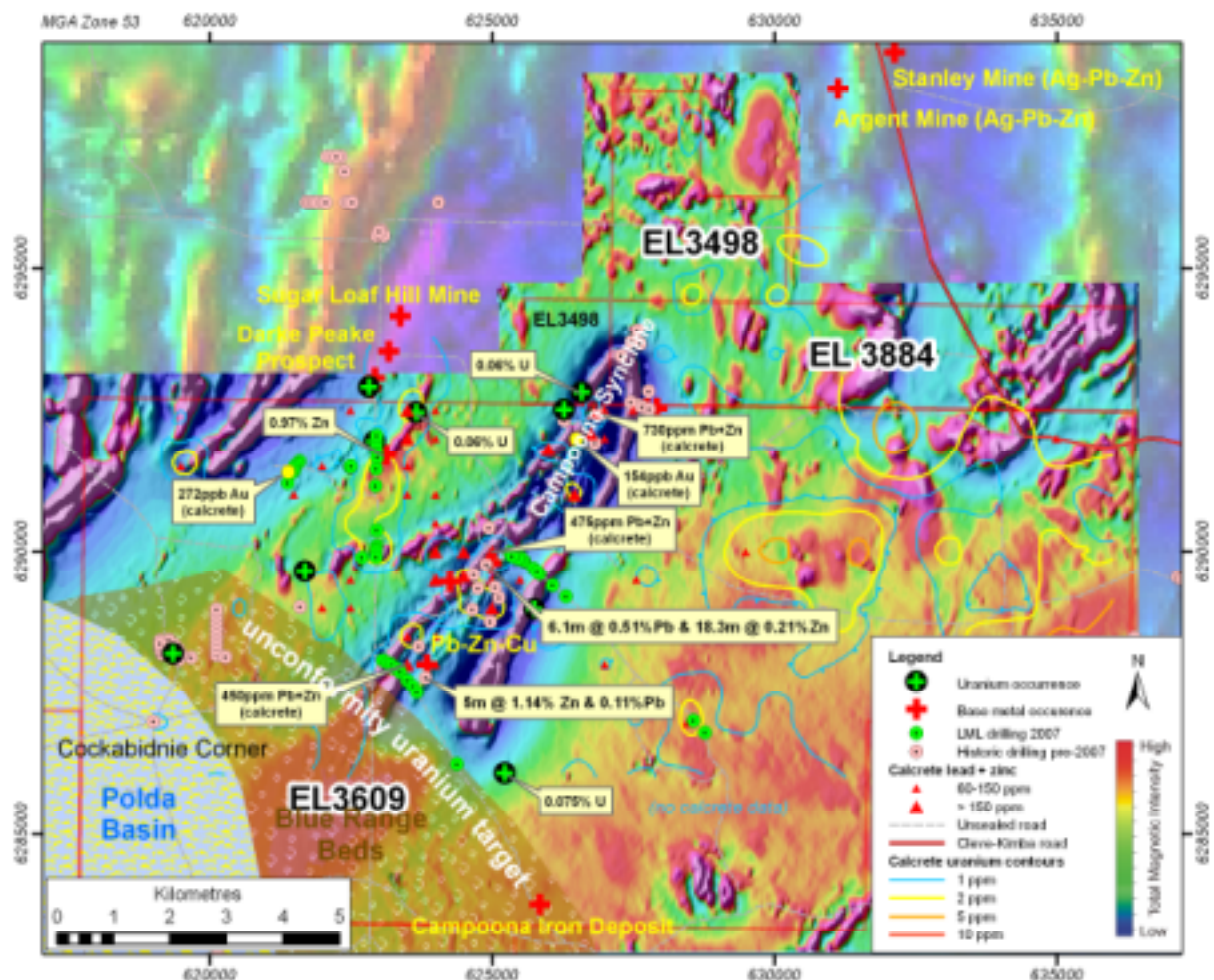 MGA Zone 53
620000
625000
630000
635000
Stanley Mine (Ag-Pb-Zn)
Argent Mine (Ag-Pb-Zn)
EL3498
6295000
6295000
Sugar Loaf Hill Mine
EL3498
Darke Peake
Prospect
EL 3884
0.06% U
Campoona Syncline
0.97% Zn
0.06% U
730ppm Pb+Zn
(calcrete)
272ppb Au
(calcrete)
154ppb Au
(calcrete)
475ppm Pb+Zn
(calcrete)
6290000
6290000
6.1m @ 0.51%Pb & 18.3m @ 0.21%Zn
unconformity uranium target
Pb-Zn-Cu
450ppm Pb+Zn
(calcrete)
5m @ 1.14% Zn & 0.11%Pb
Cockabidnie Corner
Polda
Basin
EL3609
Blue Range
Beds
0.075% U
(no calcrete data)
6285000
6285000
Campoona Iron Deposit
Kilometres
0 1 2 3 4 5
Legend
N
Uranium occurrence
Base metal occurence
LML drilling 2007
Historic drilling pre-2007
Calcrete lead + zinc
60-150 ppm
> 150 ppm
Unsealed road
Cleve-Kimba road
Calcrete uranium contours
1 ppm
2 ppm
5 ppm
10 ppm
High
Total Magnetic Intensity
Low
620000
625000
630000
635000